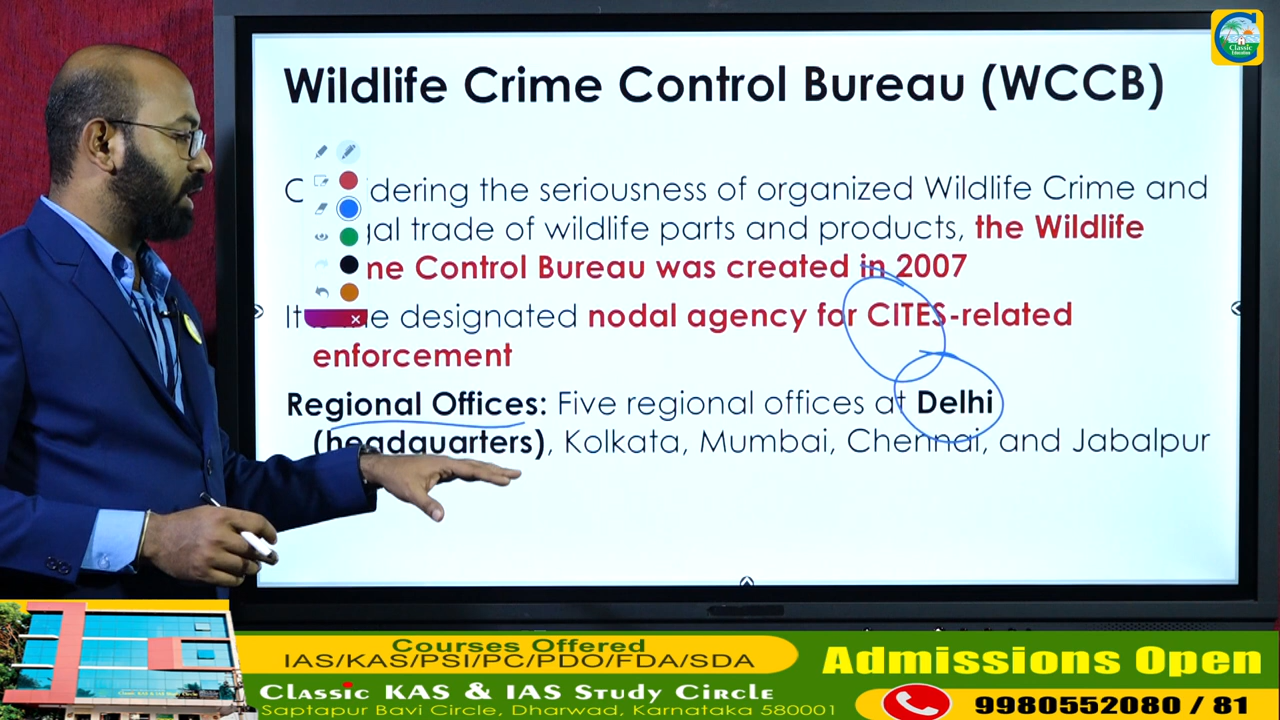 Classic
Education
Wildlife Crime Control Bureau (WCCB)
dering the seriousness of organized Wildlife Crime and
gal trade of wildlife parts and products, the Wildlife
me Control Bureau was created in 2007
designated nodal agency for CITES-related
enforcement
Regional Offices: Five regional offices at Delhi
(headquarters), Kolkata, Mumbai, Chennai, and Jabalpur
Courses Offered
IAS/KAS/PSI/PC/PDO/FDA/SDA
Classic KAS & IAS Study Circle
Saptapur Bavi Circle, Dharwad, Karnataka 580001
Admissions Open
9980552080 / 81